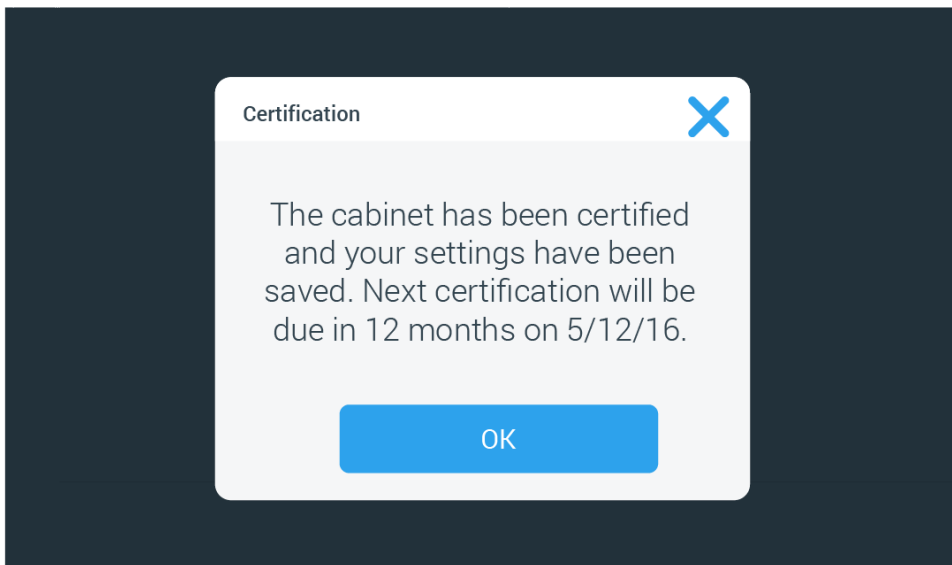 Certification
The cabinet has been certified
and your settings have been
saved. Next certification will be
due in 12 months on 5/12/16.
OK